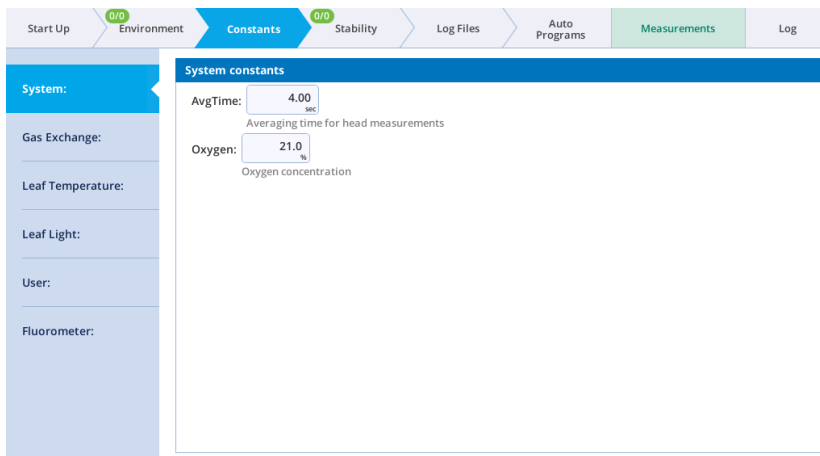 0/0
0/0
Start Up
Environment
Constants
Stability
Log Files
Auto
Programs
Measurements
Log
System:
Gas Exchange:
Leaf Temperature:
Leaf Light:
User:
Fluorometer:
System constants
AvgTime: 4.00
sec
Averaging time for head measurements
Oxygen: 21.0
%
Oxygen concentration